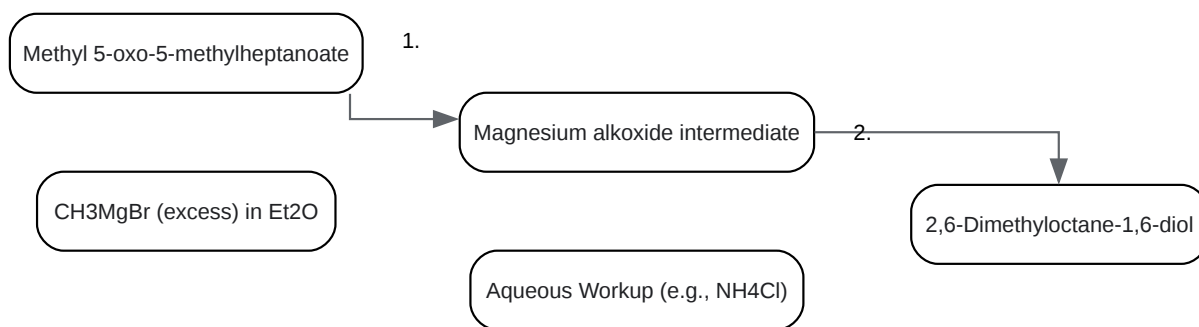 Methyl 5-oxo-5-methylheptanoate
1.
Magnesium alkoxide intermediate
2.
CH3MgBr (excess) in Et2O
2,6-Dimethyloctane-1,6-diol
Aqueous Workup (e.g., NH4Cl)